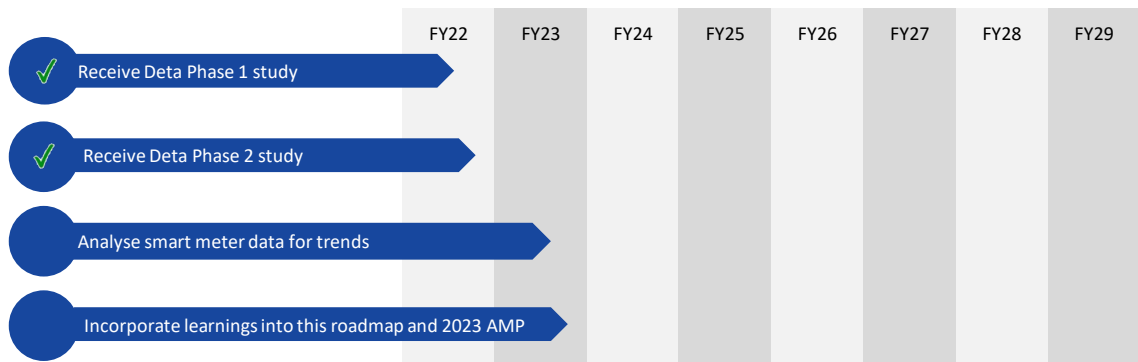 FY22 FY23 FY24 FY25 FY26 FY27 FY28 FY29
Receive Deta Phase 1 study
Receive Deta Phase 2 study
Analyse smart meter data for trends
Incorporate learnings into this roadmap and 2023 AMP